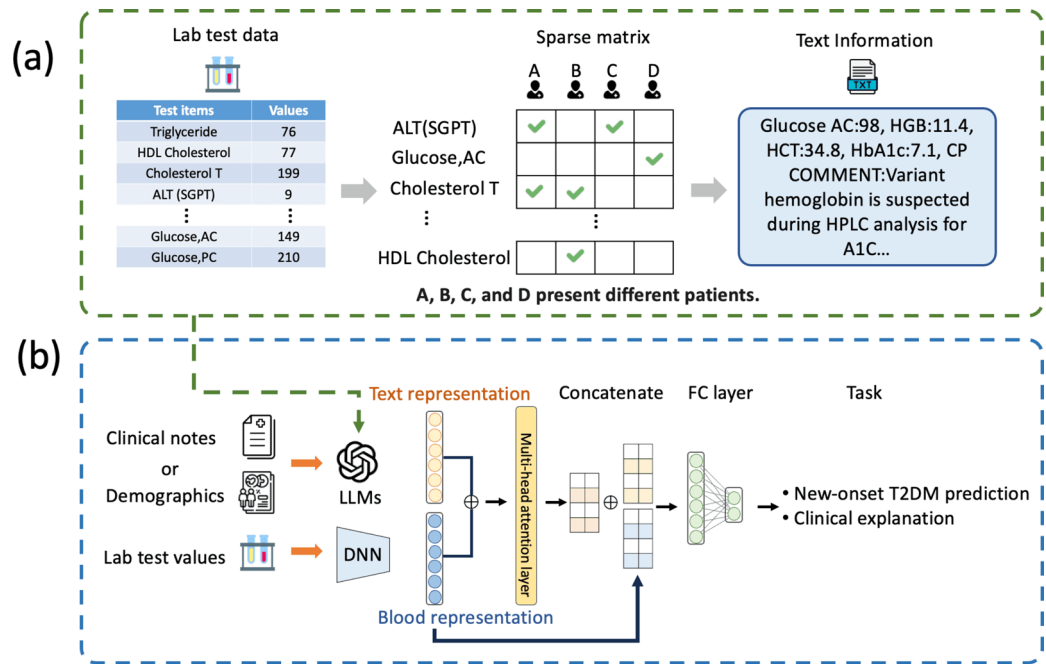 (a)
Lab test data
Test items Values
Triglyceride 76
HDL Cholesterol 77
Cholesterol T 199
ALT (SGPT) 9
Glucose,AC 149
Glucose,PC 210
Sparse matrix
A B C D
ALT(SGPT)
Glucose,AC
Cholesterol T
HDL Cholesterol
A, B, C, and D present different patients.
Text Information
TXT
Glucose AC:98, HGB:11.4,
HCT:34.8, HbA1c:7.1, CP
COMMENT:Variant
hemoglobin is suspected
during HPLC analysis for
A1C...
(b)
Clinical notes
or
Demographics
Lab test values
LLMs
DNN
Text representation
Blood representation
Multi-head attention layer
Concatenate
FC layer
Task
• New-onset T2DM prediction
• Clinical explanation